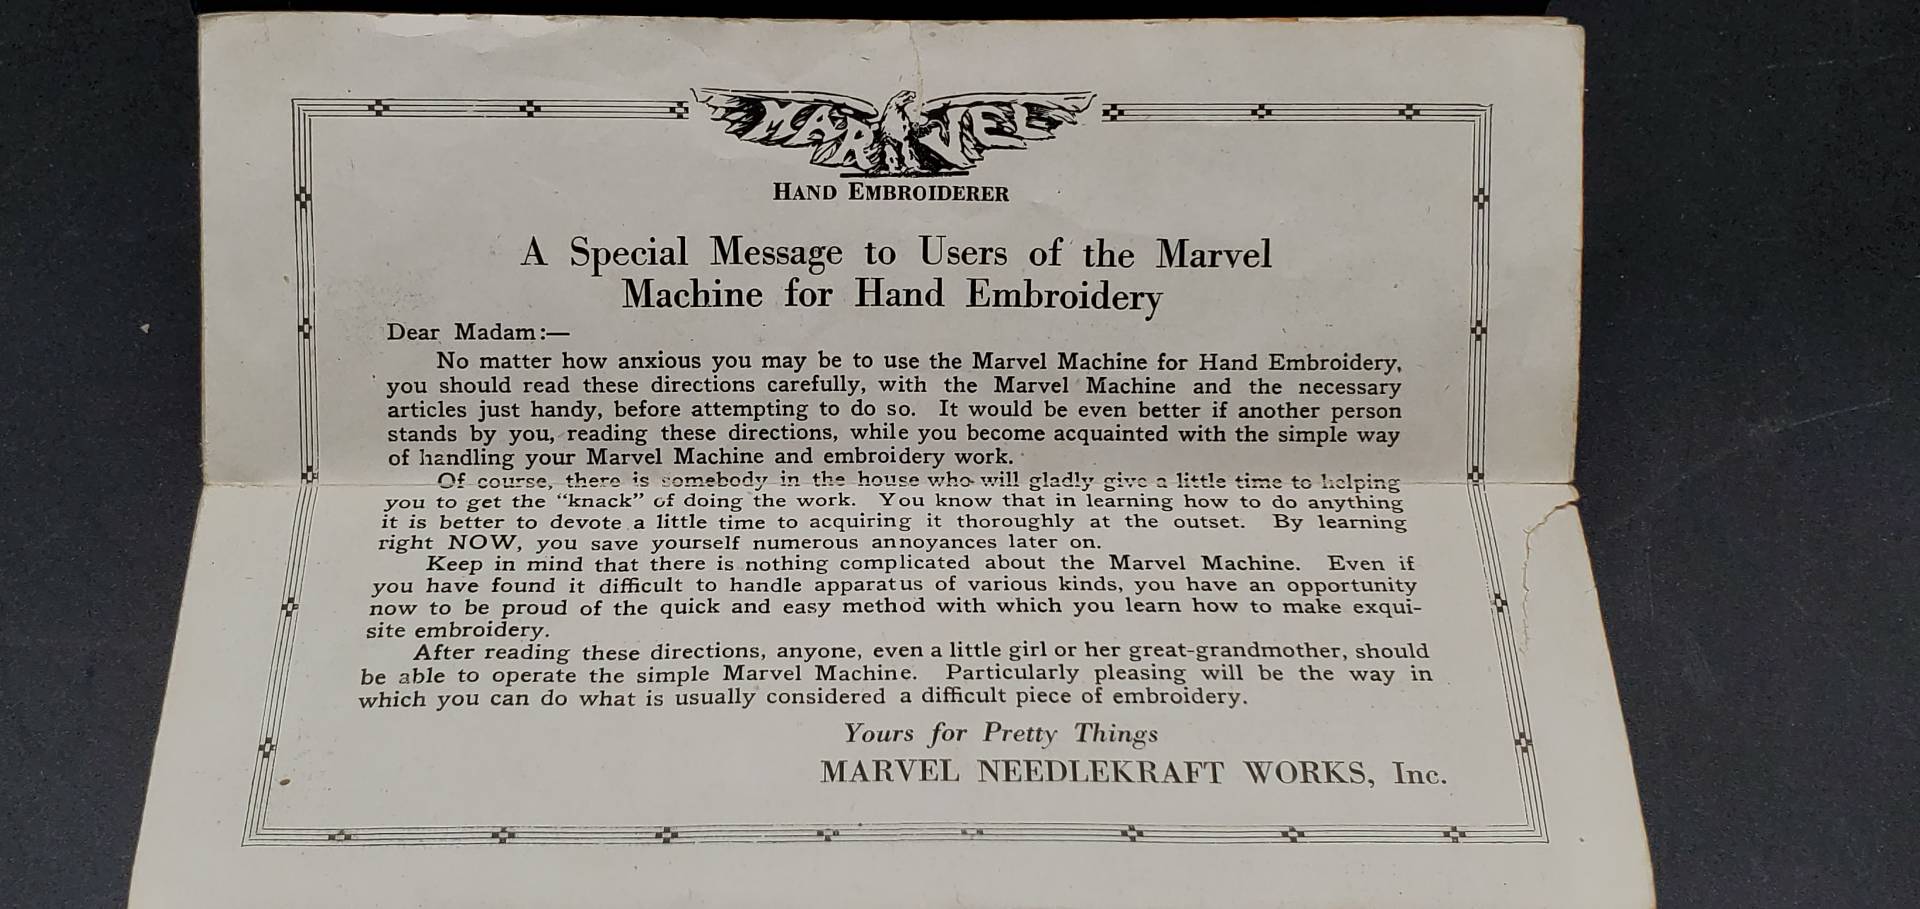 MARVEL
HAND EMBROIDERER
A Special Message to Users of the Marvel
Machine for Hand Embroidery
Dear Madam:—
No matter how anxious you may be to use the Marvel Machine for Hand Embroidery,
you should read these directions carefully, with the Marvel Machine and the necessary
articles just handy, before attempting to do so. It would be even better if another person
stands by you, reading these directions, while you become acquainted with the simple way
of handling your Marvel Machine and embroidery work.
Of course, there is somebody in the house who will gladly give a little time to helping
you to get the “knack” of doing the work. You know that in learning how to do anything
it is better to devote a little time to acquiring it thoroughly at the outset. By learning
right NOW, you save yourself numerous annoyances later on.
Keep in mind that there is nothing complicated about the Marvel Machine. Even if
you have found it difficult to handle apparatus of various kinds, you have an opportunity
now to be proud of the quick and easy method with which you learn how to make exqui-
site embroidery.
After reading these directions, anyone, even a little girl or her great-grandmother, should
be able to operate the simple Marvel Machine. Particularly pleasing will be the way in
which you can do what is usually considered a difficult piece of embroidery.
Yours for Pretty Things
MARVEL NEEDLEKRAFT WORKS, Inc.